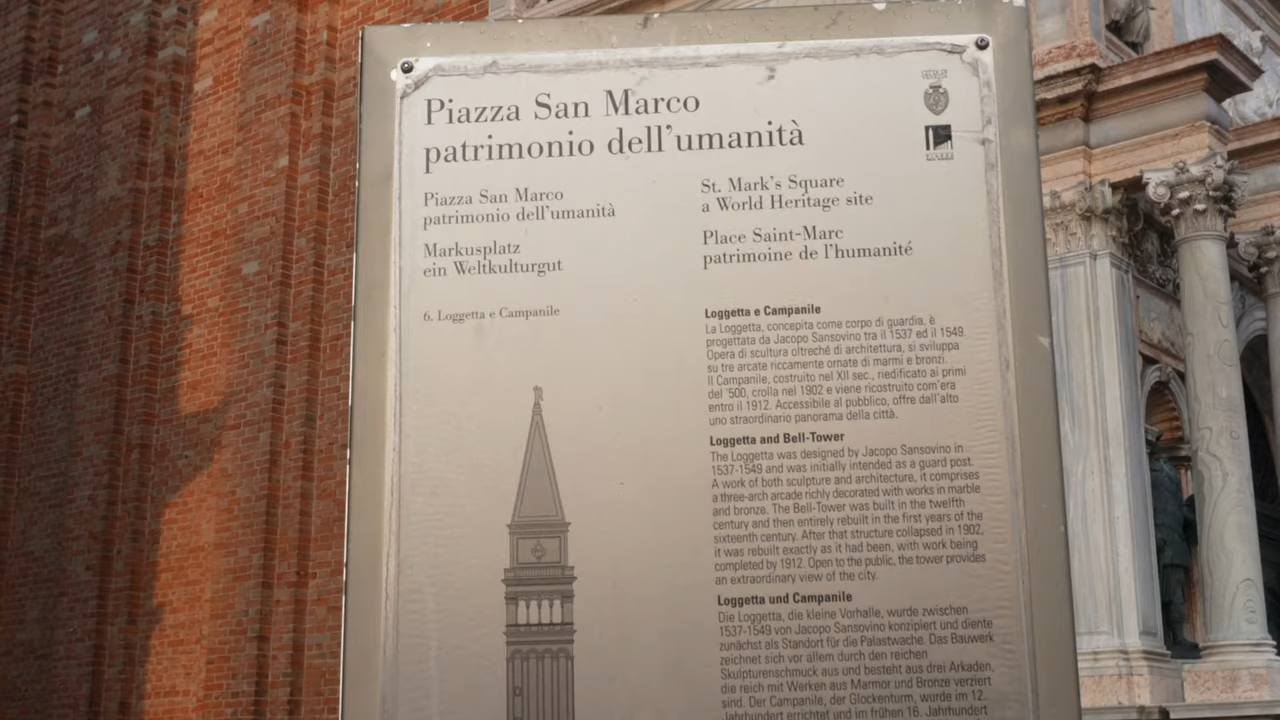 Piazza San Marco
patrimonio dell'umanità
Piazza San Marco
patrimonio dell'umanità
Markusplatz
ein Weltkulturgut
St. Mark's Square
a World Heritage site
Place Saint-Marc
patrimoine de l'humanité
6. Loggetta e Campanile
Loggetta e Campanile
La Loggetta, concepita come corpo di guardia, è
progettata da Jacopo Sansovino tra il 1537 ed il 1549.
Opera di scultura oltreché di architettura, si sviluppa
su tre arcate riccamente ornate di marmi e bronzi.
Il Campanile, costruito nel XII sec., riedificato ai primi
del '500, crolla nel 1902 e viene ricostruito com'era
entro il 1912. Accessibile al pubblico, offre dall'alto
uno straordinario panorama della città.
Loggetta and Bell-Tower
The Loggetta was designed by Jacopo Sansovino in
1537-1549 and was initially intended as a guard post.
A work of both sculpture and architecture, it comprises
a three-arch arcade richly decorated with works in marble
and bronze. The Bell-Tower was built in the twelfth
century and then entirely rebuilt in the first years of the
sixteenth century. After that structure collapsed in 1902,
it was rebuilt exactly as it had been, with work being
completed by 1912. Open to the public, the tower provides
an extraordinary view of the city.
Loggetta und Campanile
Die Loggetta, die kleine Vorhalle, wurde zwischen
1537-1549 von Jacopo Sansovino konzipiert und diente
zunächst als Standort für die Palastwache. Das Bauwerk
zeichnet sich vor allem durch den reichen
Skulpturenschmuck aus und besteht aus drei Arkaden,
die reich mit Werken aus Marmor und Bronze verziert
sind. Der Campanile, der Glockenturm, wurde im 12.
Jahrhundert errichtet und im frühen 16. Jahrhundert